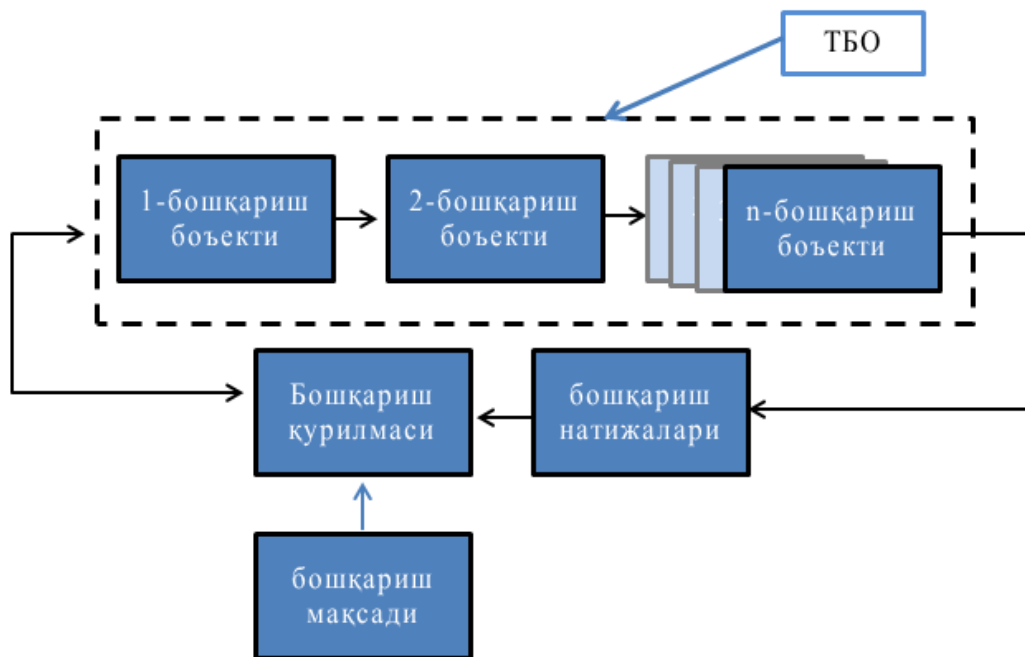 ТБО
1-бошқариш
боъекти
2-бошқариш
боъекти
n-бошқариш
боъекти
Бошқариш
қурилмаси
бошқариш
натижалари
бошқариш
мақсади